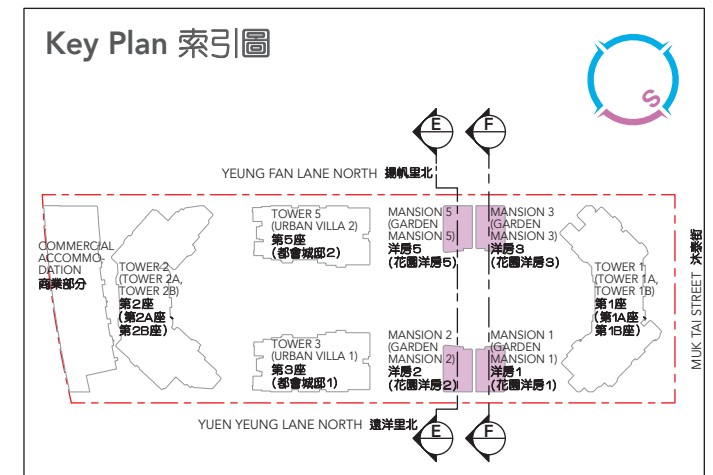 Key Plan 索引圖
S
E
F
YEUNG FAN LANE NORTH 揚帆里北
COMMERCIAL
ACCOMMO-
DATION
商業部分
TOWER 2
(TOWER 2A,
TOWER 2B)
第2座
(第2A座、
第2B座)
TOWER 5
(URBAN VILLA 2)
第5座
(都會城邸2)
MANSION 5
(GARDEN
MANSION 5)
洋房5
(花園洋房5)
MANSION 3
(GARDEN
MANSION 3)
洋房3
(花園洋房3)
TOWER 1
(TOWER 1A,
TOWER 1B)
第1座
(第1A座、
第1B座)
MUK TAI STREET 沐泰街
TOWER 3
(URBAN VILLA 1)
第3座
(都會城邸1)
MANSION 2
(GARDEN
MANSION 2)
洋房2
(花園洋房2)
MANSION 1
(GARDEN
MANSION 1)
洋房1
(花園洋房1)
YUEN YEUNG LANE NORTH 遠洋里北
E
F